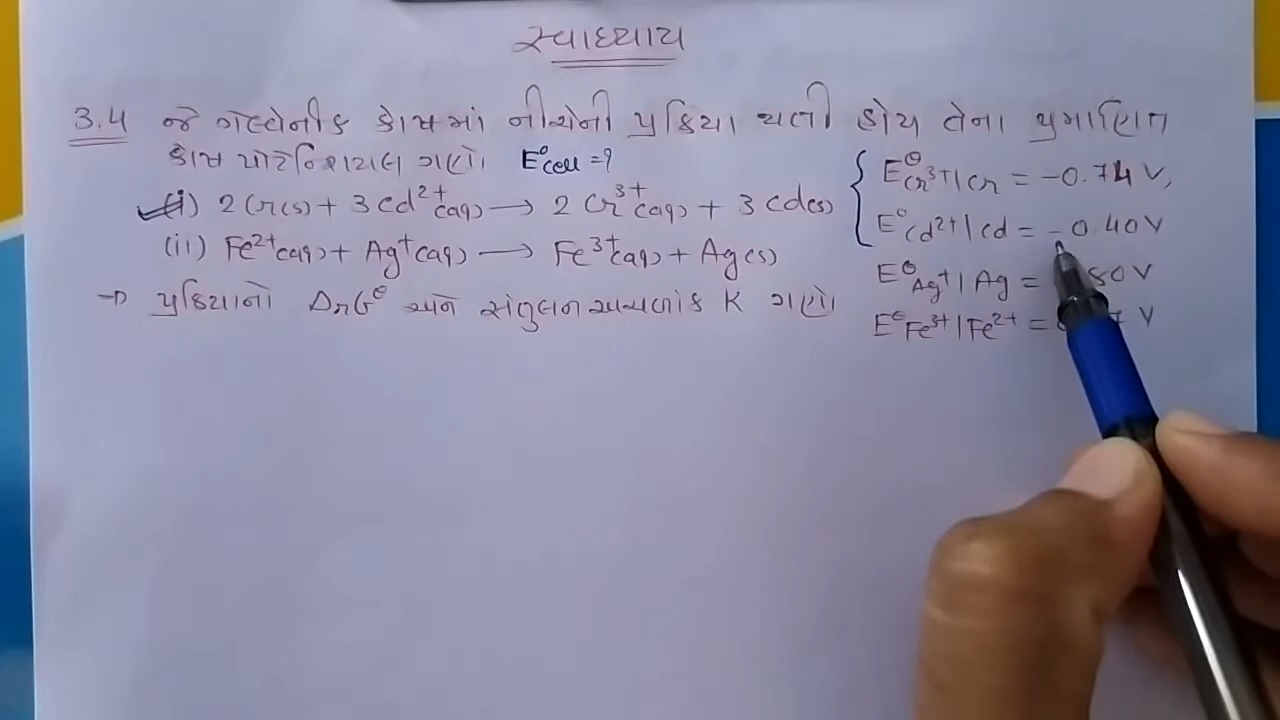 સ્વાધ્યાય
3.4 જે ગેલ્વેનીક કોષમાં નીચેની પ્રક્રિયા થતી હોય તેના પ્રમાણિત
કોષ પોટેન્શિયલ ગણો. E°cell = ?
(i) 2Cr(s) + 3Cd²⁺(aq) → 2Cr³⁺(aq) + 3Cd(s)
(ii) Fe²⁺(aq) + Ag⁺(aq) → Fe³⁺(aq) + Ag(s)
→ પ્રક્રિયાનો ΔrG⊖ અને સંતુલન અચળાંક K ગણો.
E⊖Cr³⁺|Cr = -0.74 V,
E°Cd²⁺|Cd = -0.40 V
E⊖Ag⁺|Ag = 80 V
E⊖Fe³⁺|Fe²⁺ = 7 V